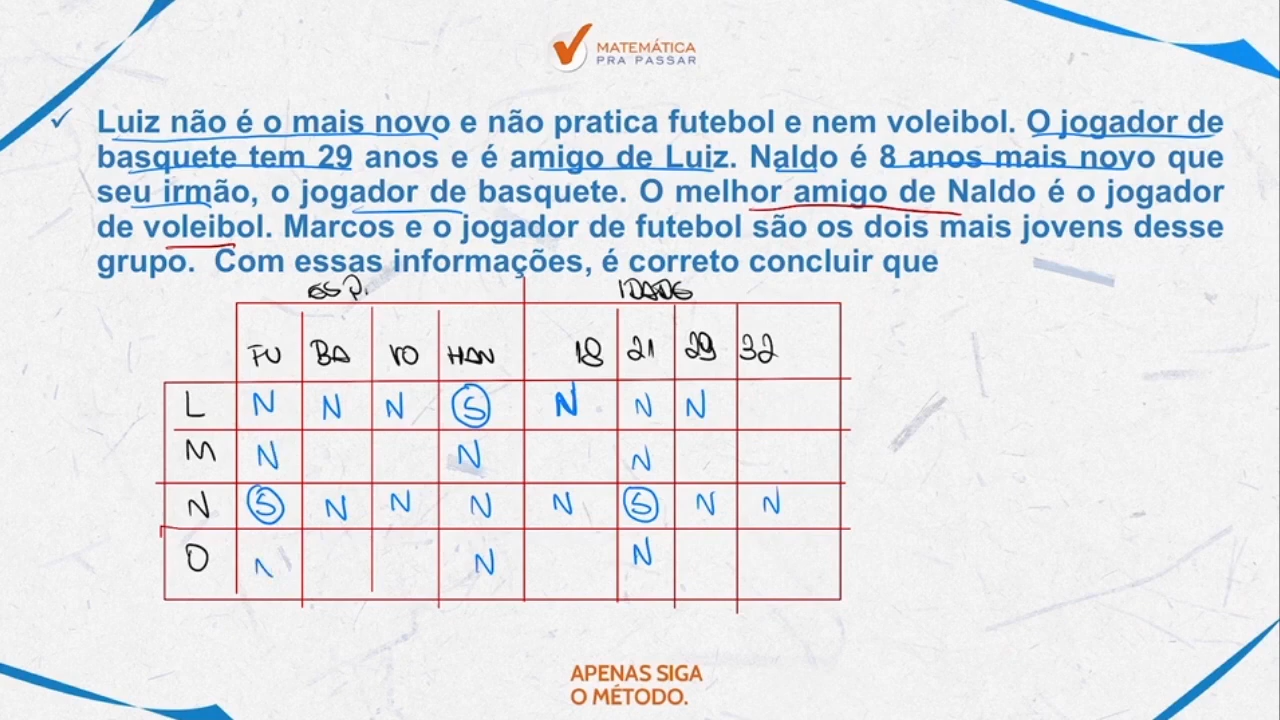 MATEMÁTICA
PRA PASSAR
Luiz não é o mais novo e não pratica futebol e nem voleibol. O jogador de
basquete tem 29 anos e é amigo de Luiz. Naldo é 8 anos mais novo que
seu irmão, o jogador de basquete. O melhor amigo de Naldo é o jogador
de voleibol. Marcos e o jogador de futebol são os dois mais jovens desse
grupo. Com essas informações, é correto concluir que
ESP. IDADE
FU BA VO HAN 18 21 29 32
L N N N S N N N
M N N N
N S N N N N S N N
O N N N
APENAS SIGA
O MÉTODO.